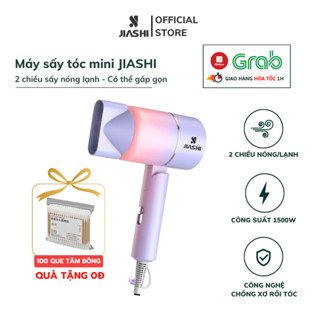 JIASHI
OFFICIAL
STORE
Máy sấy tóc mini JIASHI
2 chiều sấy nóng lạnh - Có thể gấp gọn
Grab
GIAO HÀNG HỎA TỐC 1H
JIASHI
2 CHIỀU NÓNG/LẠNH
CÔNG SUẤT 1500W
CÔNG NGHỆ
CHỐNG XƠ RỐI TÓC
100 QUE TĂM BÔNG
QUÀ TẶNG 0Đ